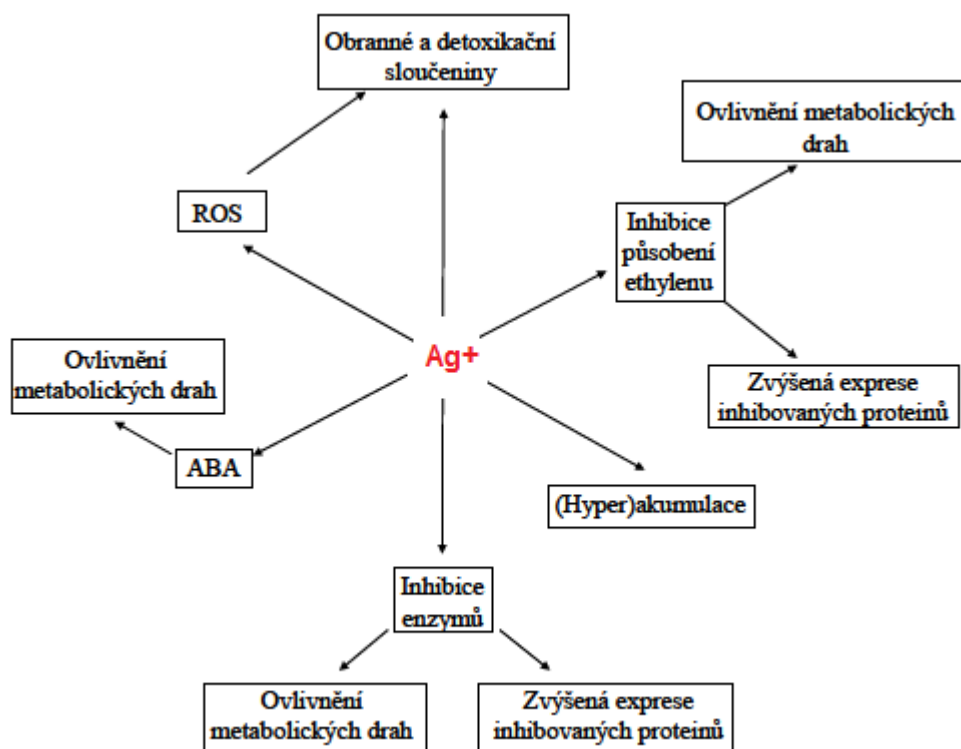 Obranné a detoxikační
sloučeniny
Ovlivnění metabolických
drah
ROS
Inhibice
působení
ethylenu
Ag+
Ovlivnění
metabolických drah
Zvýšená exprese
inhibovaných proteinů
ABA
(Hyper)akumulace
Inhibice
enzymů
Ovlivnění
metabolických drah
Zvýšená exprese
inhibovaných proteinů